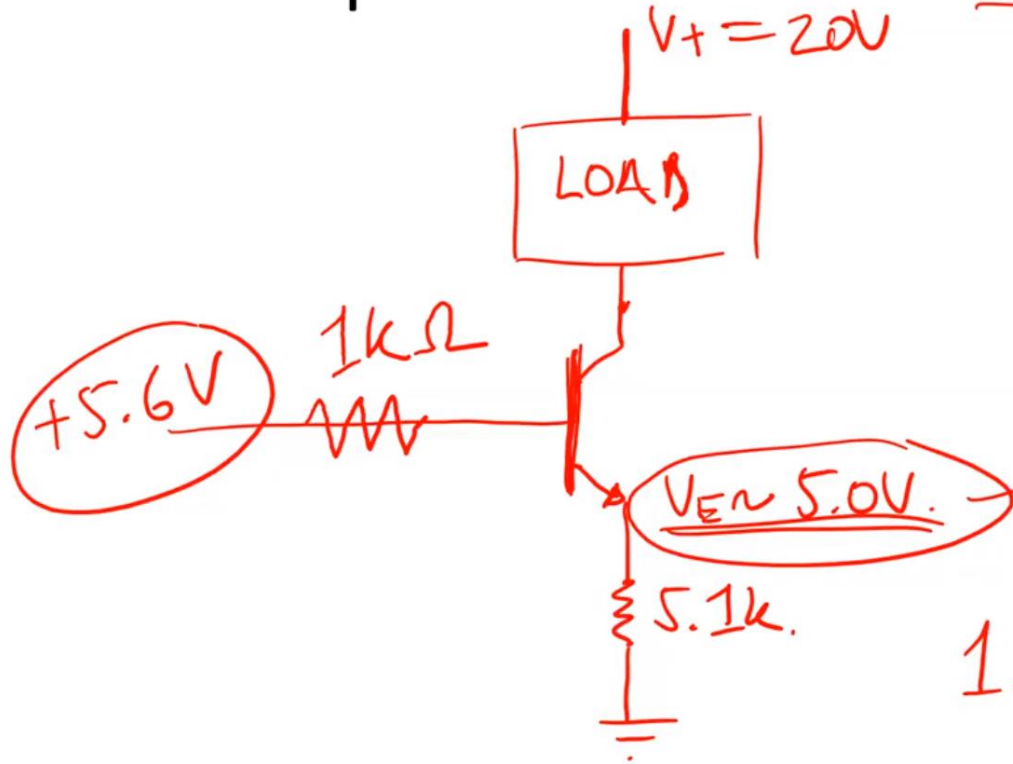 V+ = 20V
LOAD
1kΩ
+5.6V
VE~ 5.0V.
5.1k.
1